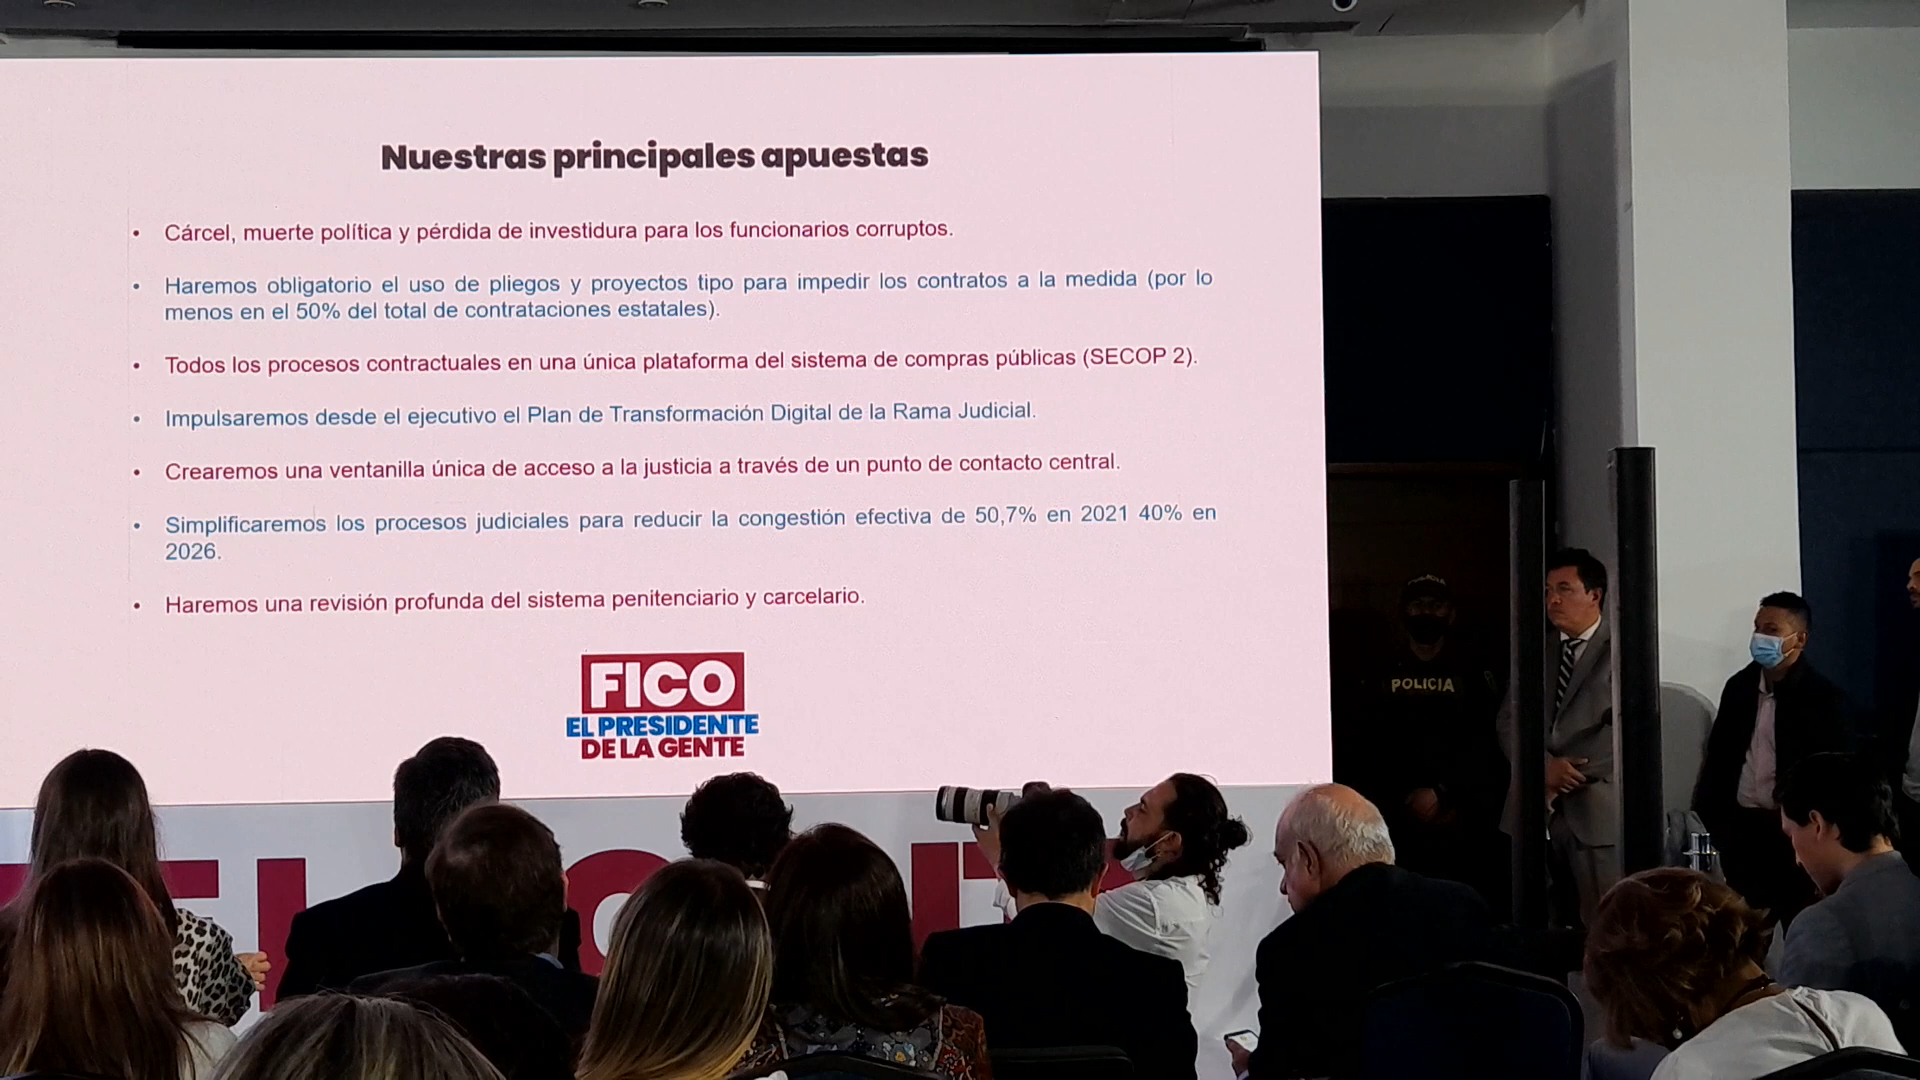 Nuestras principales apuestas
• Cárcel, muerte política y pérdida de investidura para los funcionarios corruptos.
• Haremos obligatorio el uso de pliegos y proyectos tipo para impedir los contratos a la medida (por lo
menos en el 50% del total de contrataciones estatales).
• Todos los procesos contractuales en una única plataforma del sistema de compras públicas (SECOP 2).
• Impulsaremos desde el ejecutivo el Plan de Transformación Digital de la Rama Judicial.
• Crearemos una ventanilla única de acceso a la justicia a través de un punto de contacto central.
• Simplificaremos los procesos judiciales para reducir la congestión efectiva de 50,7% en 2021 40% en
2026.
• Haremos una revisión profunda del sistema penitenciario y carcelario.
FICO
EL PRESIDENTE
DE LA GENTE
POLICIA
POLICIA